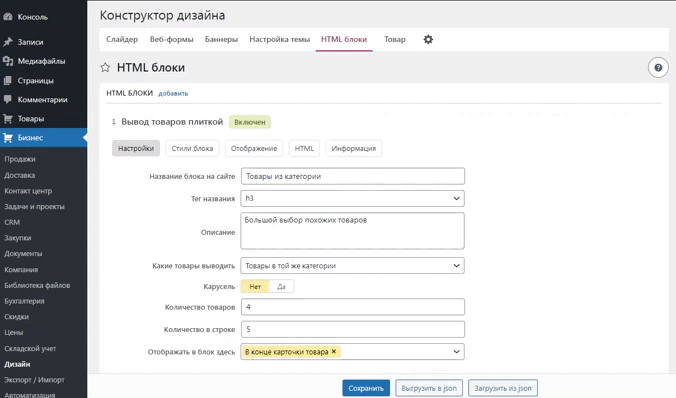 Консоль
Записи
Медиафайлы
Страницы
Комментарии
Товары
Бизнес
Продажи
Доставка
Контакт центр
Задачи и проекты
CRM
Закупки
Документы
Компания
Библиотека файлов
Бухгалтерия
Скидки
Цены
Складской учет
Дизайн
Экспорт / Импорт
Автоматизация
Конструктор дизайна
Слайдер Веб-формы Баннеры Настройка темы HTML блоки Товар
HTML блоки ?
HTML БЛОКИ добавить
1 Вывод товаров плиткой Включен
Настройки Стили блока Отображение HTML Информация
Название блока на сайте Товары из категории
Тег названия h3
Описание Большой выбор похожих товаров
Какие товары выводить Товары в той же категории
Карусель Нет Да
Количество товаров 4
Количество в строке 5
Отображать в блок здесь В конце карточки товара ×
Сохранить Выгрузить в json Загрузить из json